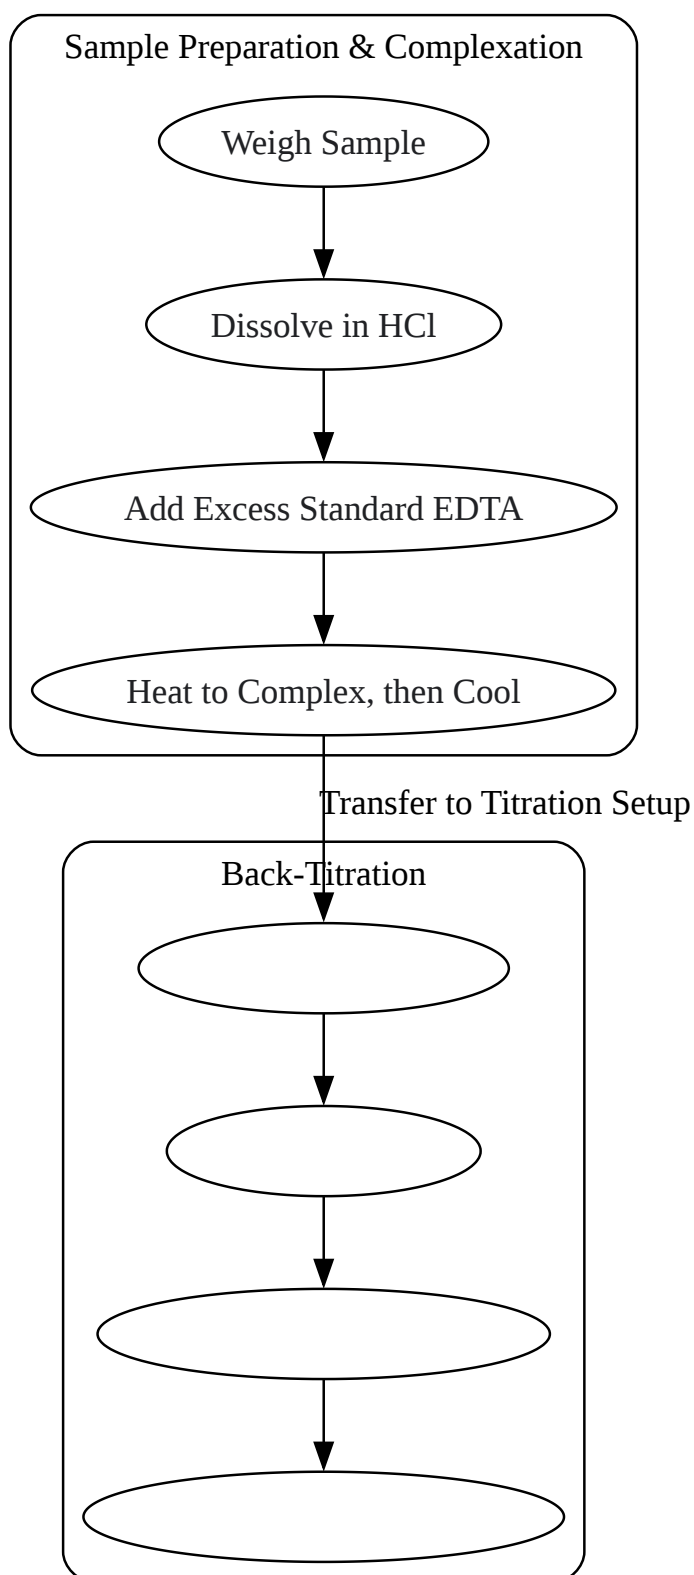 Sample Preparation & Complexation
Weigh Sample
Dissolve in HCl
Add Excess Standard EDTA
Heat to Complex, then Cool
Transfer to Titration Setup
Back-Titration